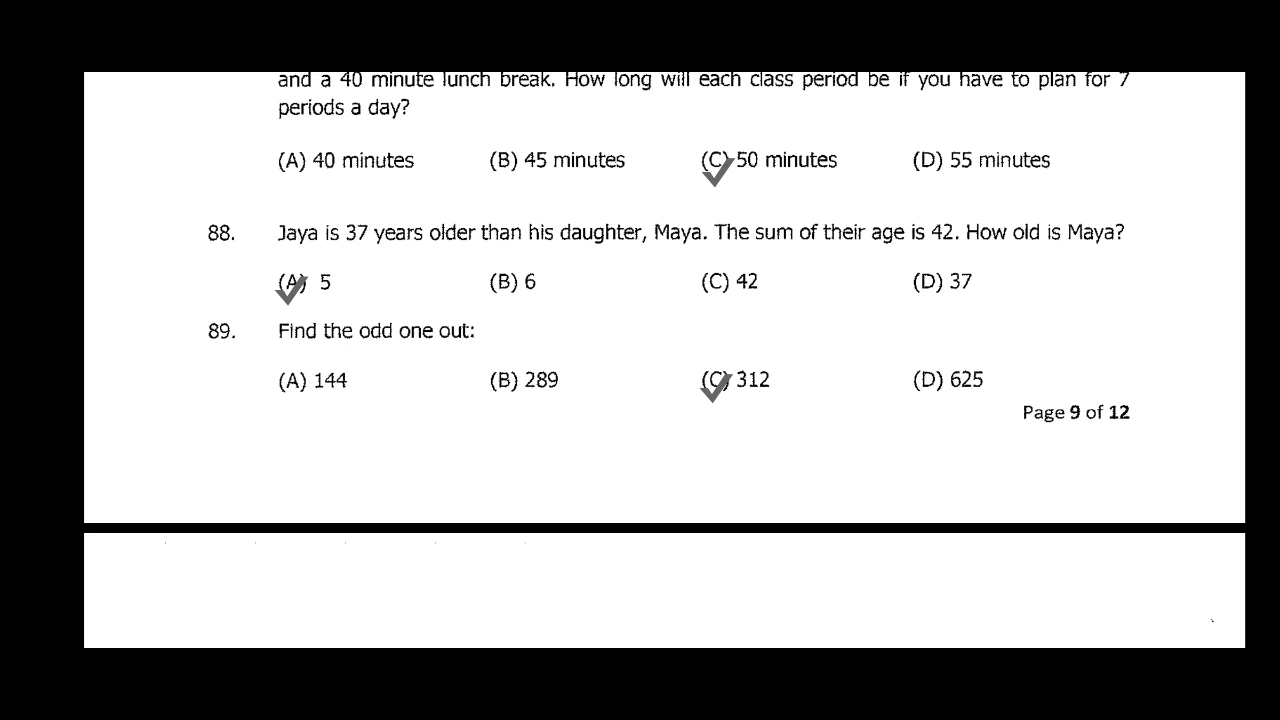 and a 40 minute lunch break. How long will each class period be if you have to plan for 7
periods a day?
(A) 40 minutes (B) 45 minutes (C) 50 minutes (D) 55 minutes
88. Jaya is 37 years older than his daughter, Maya. The sum of their age is 42. How old is Maya?
(A) 5 (B) 6 (C) 42 (D) 37
89. Find the odd one out:
(A) 144 (B) 289 (C) 312 (D) 625
Page 9 of 12